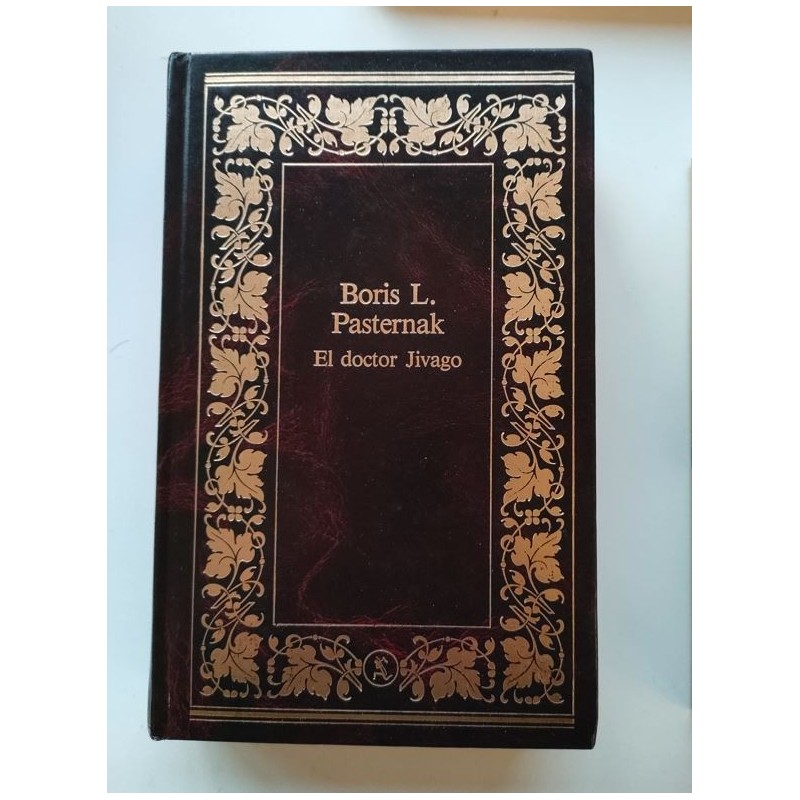 Boris L.
Pasternak
El doctor Jivago